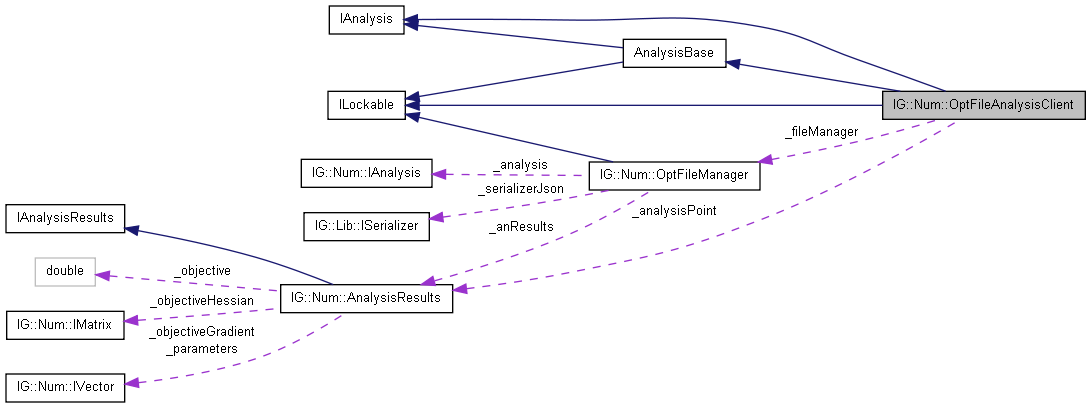 IAnalysis
AnalysisBase
ILockable
IG::Num::OptFileAnalysisClient
_fileManager
_analysis
IG::Num::IAnalysis
IG::Num::OptFileManager
_serializerJson
IAnalysisResults
IG::Lib::ISerializer
_anResults
_analysisPoint
double
_objective
IG::Num::AnalysisResults
_objectiveHessian
IG::Num::IMatrix
_objectiveGradient
_parameters
IG::Num::IVector